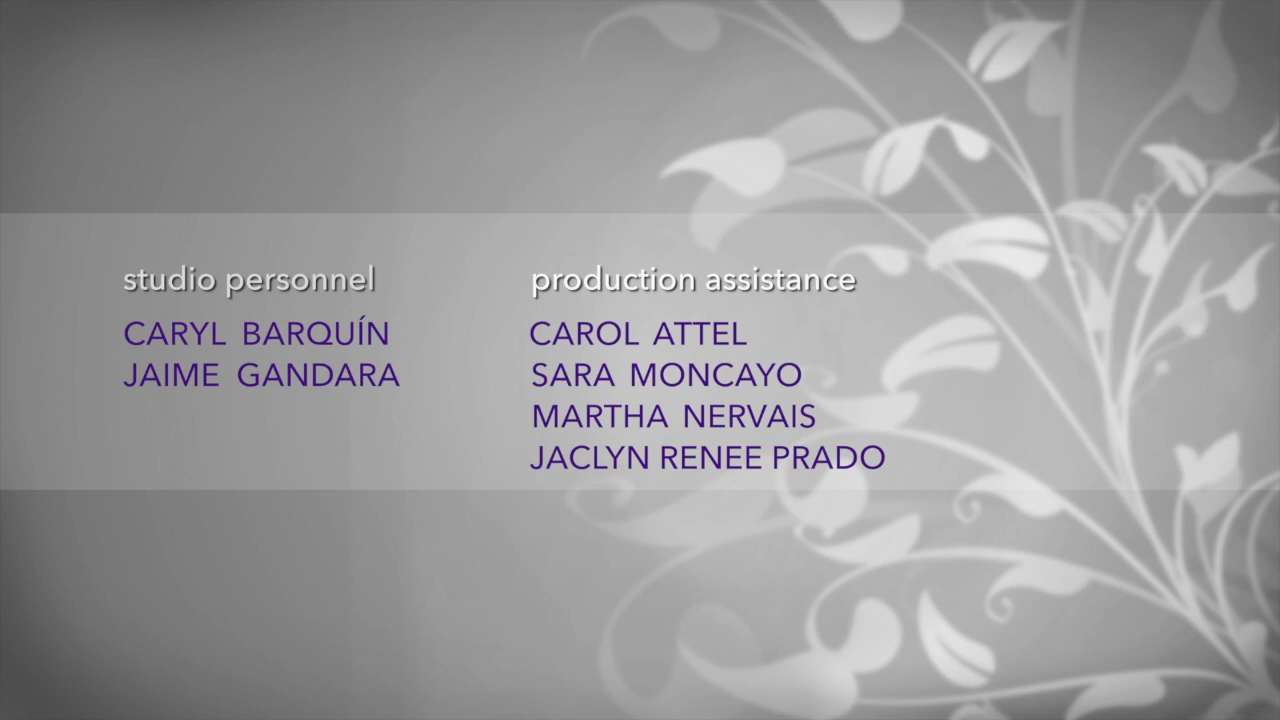 studio personnel
CARYL BARQUÍN
JAIME GANDARA
production assistance
CAROL ATTEL
SARA MONCAYO
MARTHA NERVAIS
JACLYN RENEE PRADO